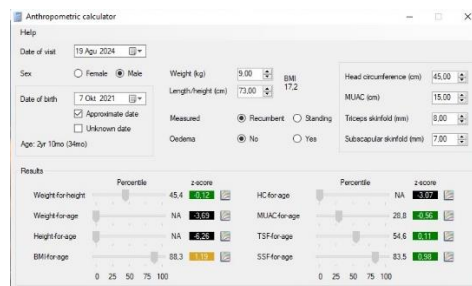 Anthropometric calculator
Help
Date of visit 19 Agu 2024
Sex Female Male
Date of birth 7 Okt 2021
Approximate date
Unknown date
Age: 2yr 10mo (34mo)
Weight (kg) 9,00
Length/height (cm) 73,00
BMI
17,2
Measured Recumbent Standing
Oedema No Yes
Head circumference (cm) 45,00
MUAC (cm) 15,00
Triceps skinfold (mm) 8,00
Subscapular skinfold (mm) 7,00
Results
Percentile z-score
Weight-for-height 45,4 -0,12
Weight-for-age NA -3,69
Height-for-age NA -6,26
BMI-for-age 88,3 1,19
0 25 50 75 100
Percentile z-score
HC-for-age NA -3,07
MUAC-for-age 28,8 -0,56
TSF-for-age 54,6 0,11
SSF-for-age 83,5 0,98
0 25 50 75 100